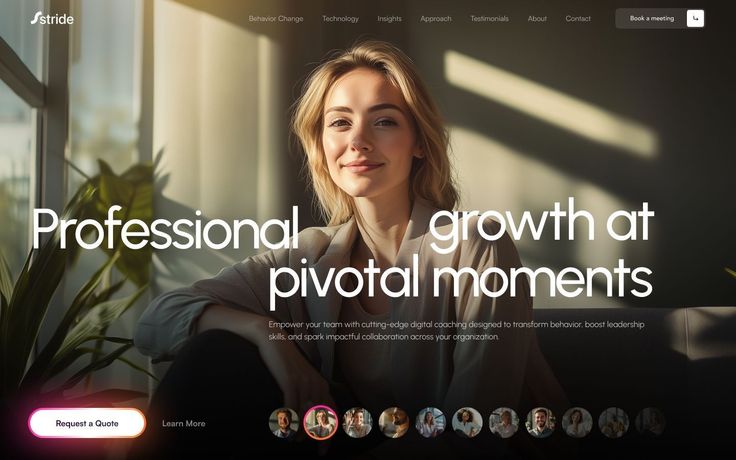 stride
Behavior Change
Technology
Insights
Approach
Testimonials
About
Contact
Book a meeting
Professional growth at
pivotal moments
Empower your team with cutting-edge digital coaching designed to transform behavior, boost leadership
skills, and spark impactful collaboration across your organization.
Request a Quote
Learn More